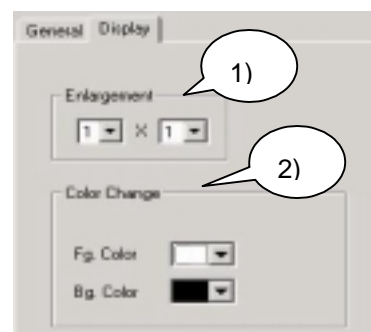 General Display
1)
Enlargement
1 X 1
2)
Color Change
Fg. Color
Bg. Color